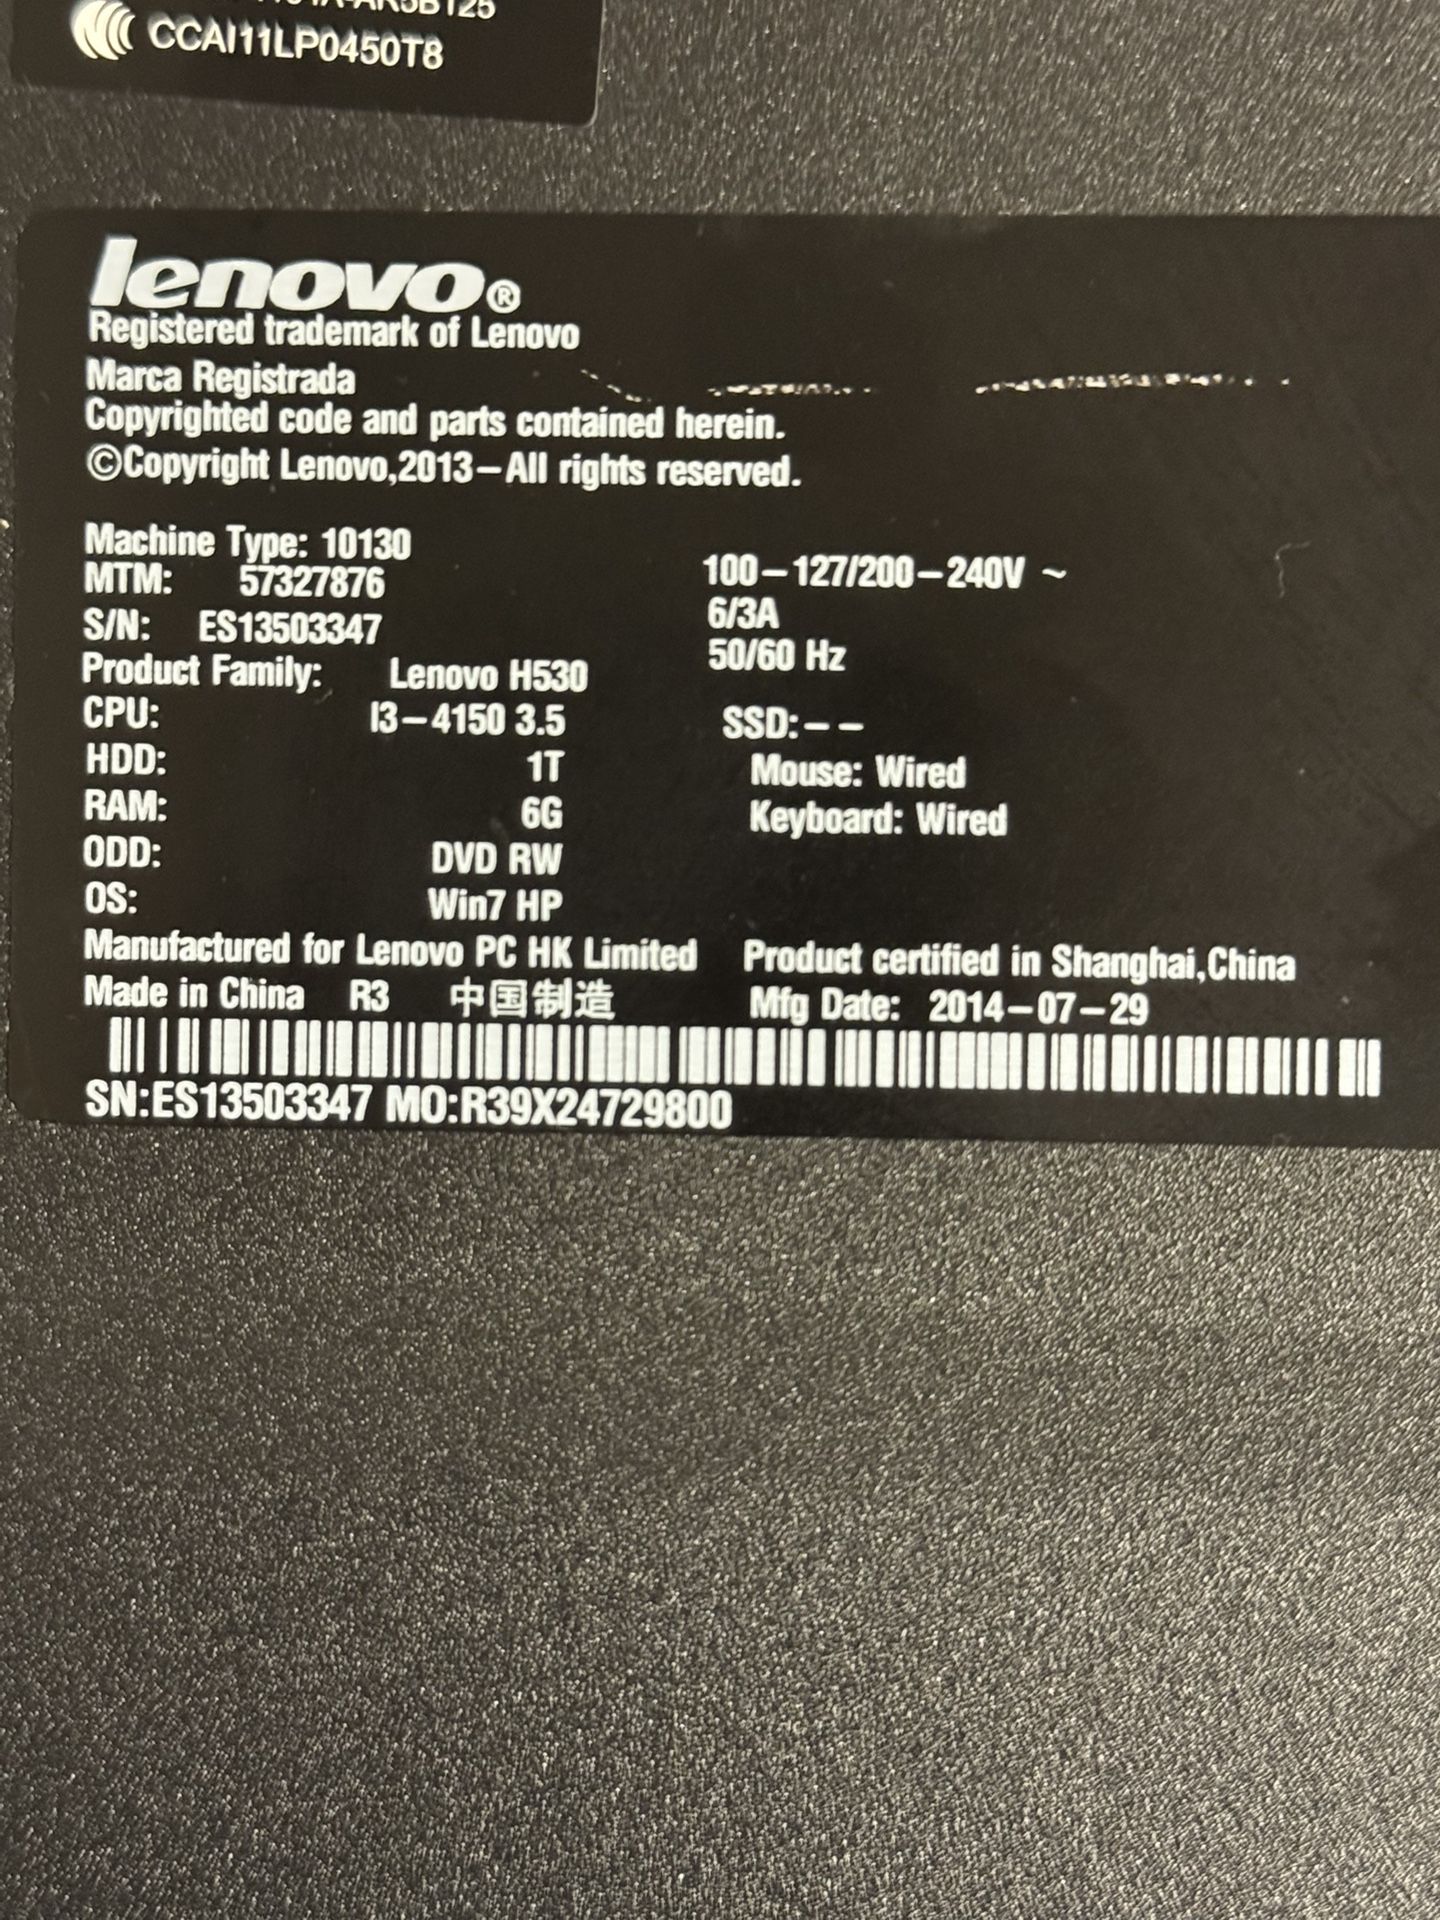 CCAI11LP0450T8
lenovo®
Registered trademark of Lenovo
Marca Registrada
Copyrighted code and parts contained herein.
©Copyright Lenovo,2013–All rights reserved.
Machine Type: 10130
MTM: 57327876
S/N: ES13503347
Product Family: Lenovo H530
CPU: I3–4150 3.5
HDD: 1T
RAM: 6G
ODD: DVD RW
OS: Win7 HP
100–127/200–240V ~
6/3A
50/60 Hz
SSD:– –
Mouse: Wired
Keyboard: Wired
Manufactured for Lenovo PC HK Limited Product certified in Shanghai,China
Made in China R3 中国制造 Mfg Date: 2014–07–29
SN:ES13503347 MO:R39X24729800